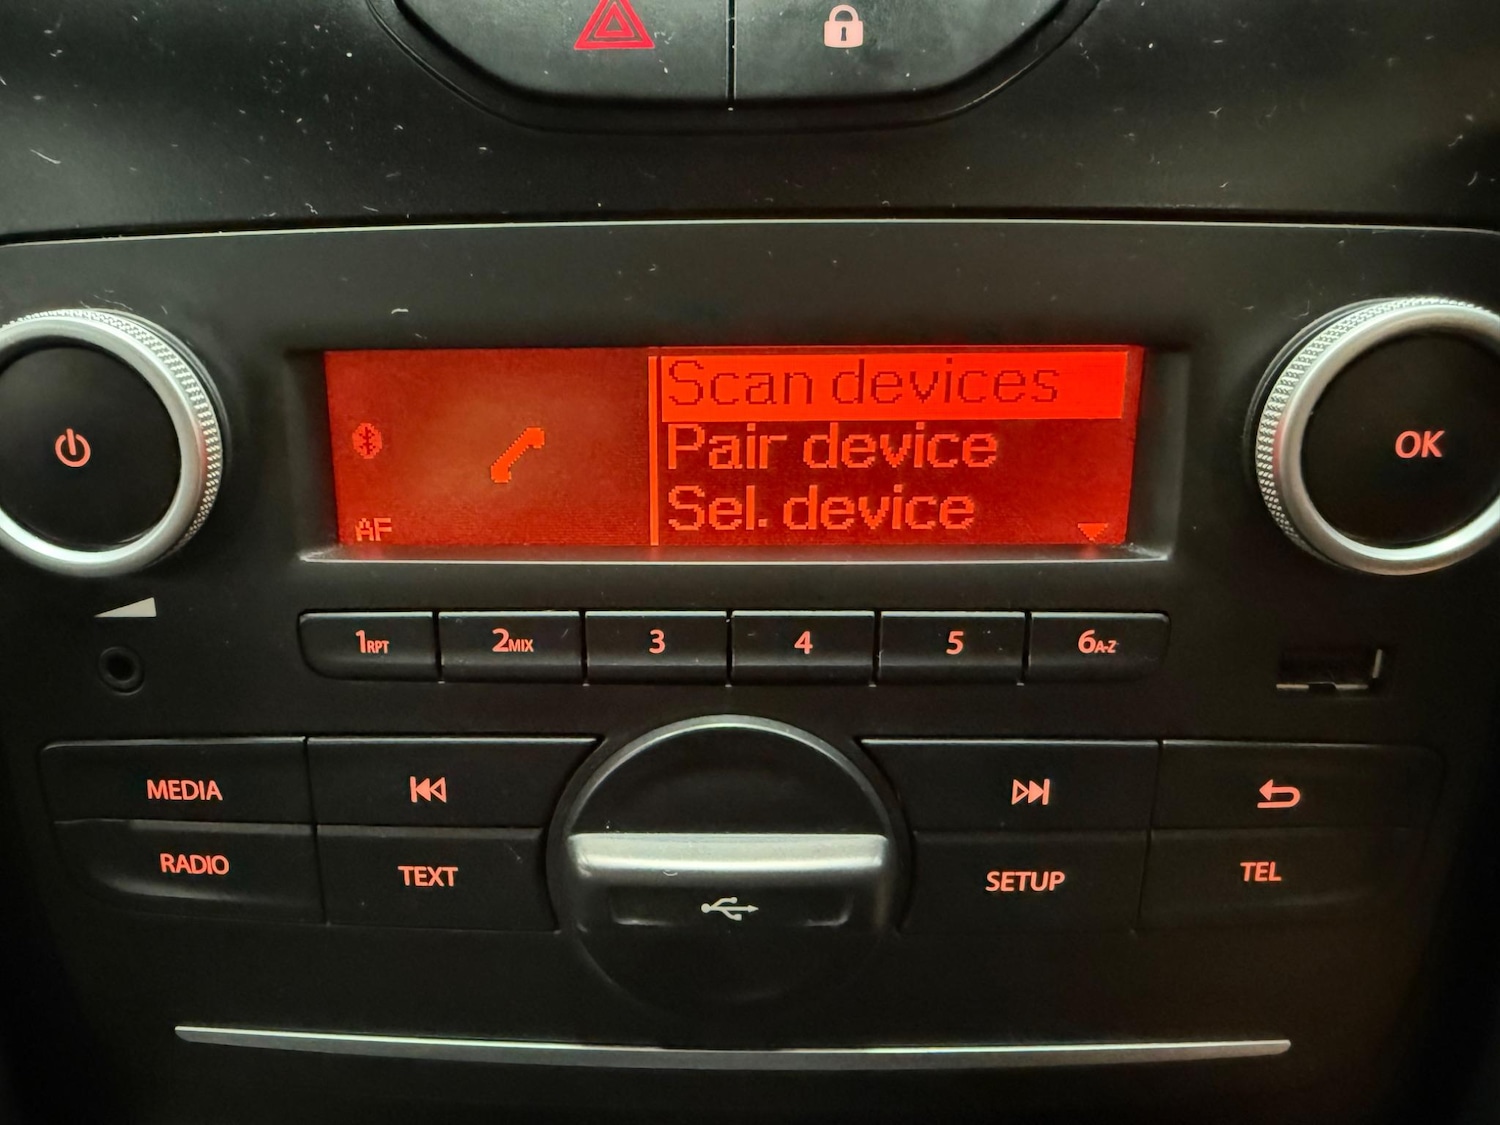 Scan devices
Pair device
Sel. device
AF
OK
1RPT
2MIX
3
4
5
6A-Z
MEDIA
RADIO
TEXT
SETUP
TEL